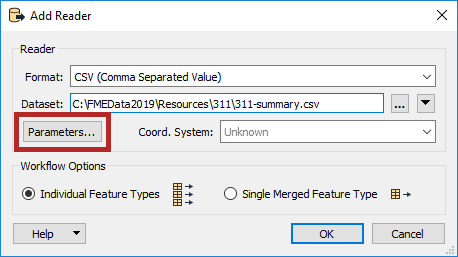 Add Reader
Reader
Format: CSV (Comma Separated Value)
Dataset: C:\FMEData2019\Resources\311\311-summary.csv ...
Parameters... Coord. System: Unknown
Workflow Options
Individual Feature Types Single Merged Feature Type
Help OK Cancel